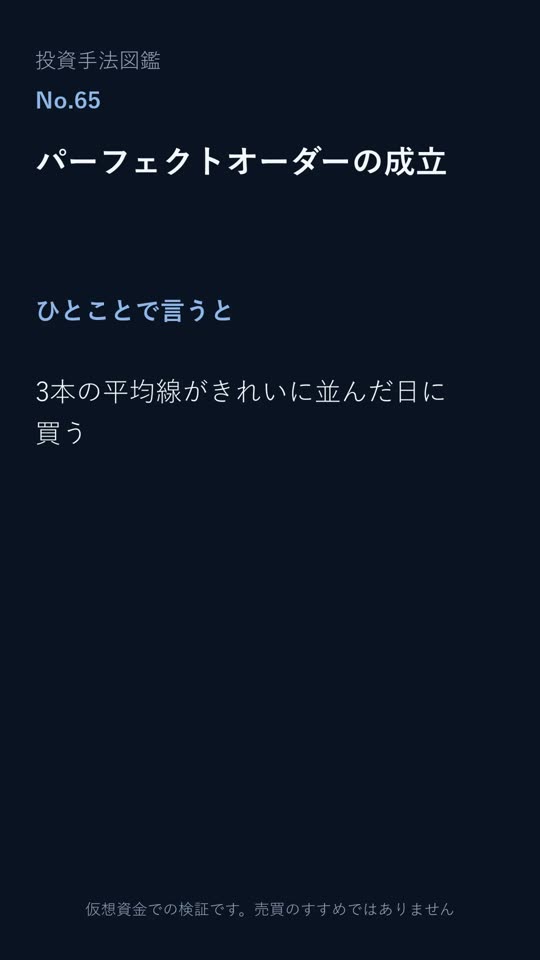 投資手法図鑑
No.65
パーフェクトオーダーの成立
ひとことで言うと
3本の平均線がきれいに並んだ日に
買う
仮想資金での検証です。売買のすすめではありません